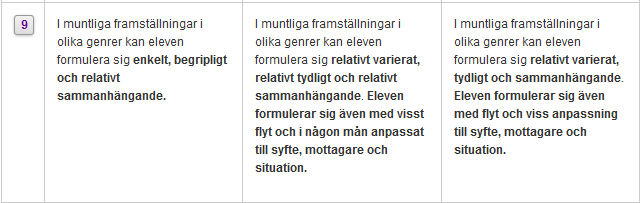 9
I muntliga framställningar i
olika genrer kan eleven
formulera sig enkelt, begripligt
och relativt
sammanhängande.
I muntliga framställningar i
olika genrer kan eleven
formulera sig relativt varierat,
relativt tydligt och relativt
sammanhängande. Eleven
formulerar sig även med visst
flyt och i någon mån anpassat
till syfte, mottagare och
situation.
I muntliga framställningar i
olika genrer kan eleven
formulera sig relativt varierat,
tydligt och sammanhängande.
Eleven formulerar sig även
med flyt och viss anpassning
till syfte, mottagare och
situation.